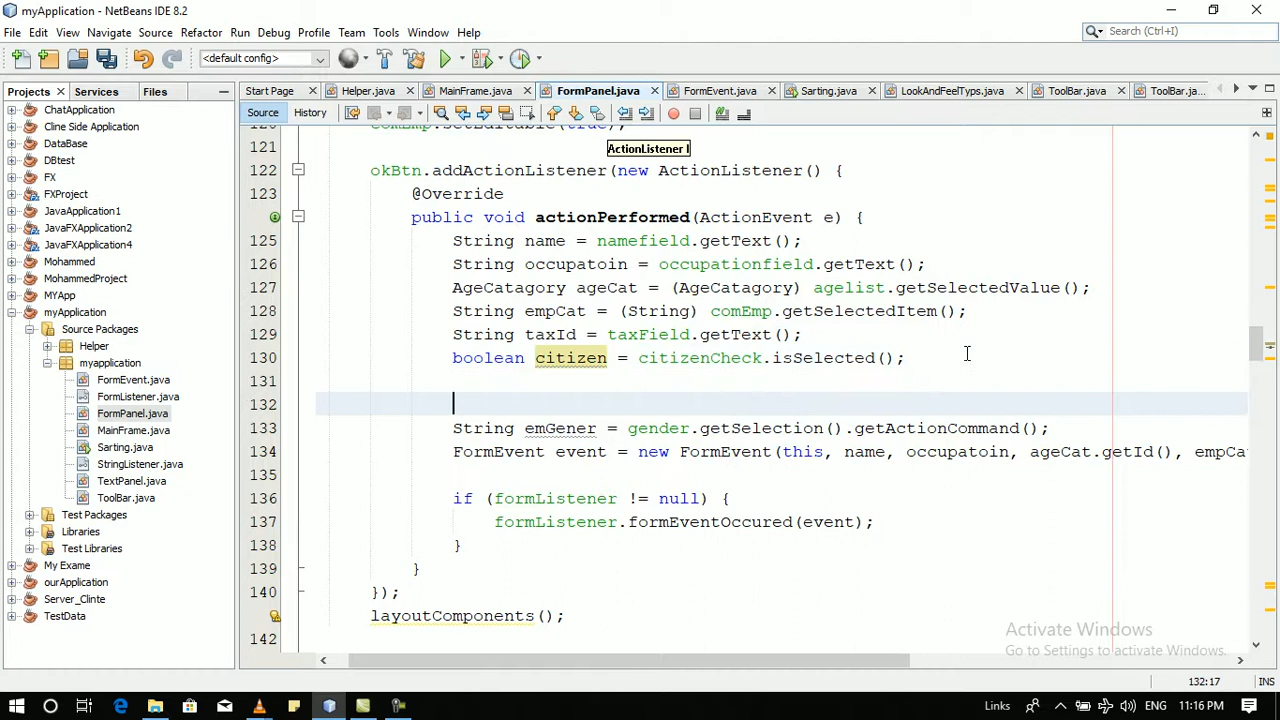 myApplication - NetBeans IDE 8.2
File Edit View Navigate Source Refactor Run Debug Profile Team Tools Window Help
Search (Ctrl+I)
<default config>
Projects Services Files
Start Page Helper.java MainFrame.java FormPanel.java FormEvent.java Sarting.java LookAndFeelTyps.java ToolBar.java ToolBar.ja...
Source History
ChatApplication
Cline Side Application
DataBase
DBtest
FX
FXProject
JavaApplication1
JavaFXApplication2
JavaFXApplication4
Mohammed
MohammedProject
MYApp
myApplication
Source Packages
Helper
myapplication
FormEvent.java
FormListener.java
FormPanel.java
MainFrame.java
Sarting.java
StringListener.java
TextPanel.java
ToolBar.java
Test Packages
Libraries
Test Libraries
My Exame
ourApplication
Server_Clinte
TestData
120 comEmp.setEditable(true);
121
ActionListener l
122 okBtn.addActionListener(new ActionListener() {
123 @Override
public void actionPerformed(ActionEvent e) {
125 String name = namefield.getText();
126 String occupatoin = occupationfield.getText();
127 AgeCatagory ageCat = (AgeCatagory) agelist.getSelectedValue();
128 String empCat = (String) comEmp.getSelectedItem();
129 String taxId = taxField.getText();
130 boolean citizen = citizenCheck.isSelected();
131
132
133 String emGener = gender.getSelection().getActionCommand();
134 FormEvent event = new FormEvent(this, name, occupatoin, ageCat.getId(), empCa
135
136 if (formListener != null) {
137 formListener.formEventOccured(event);
138 }
139 }
140 });
layoutComponents();
142
Activate Windows
Go to Settings to activate Windows.
132:17 INS
Links ENG 11:16 PM